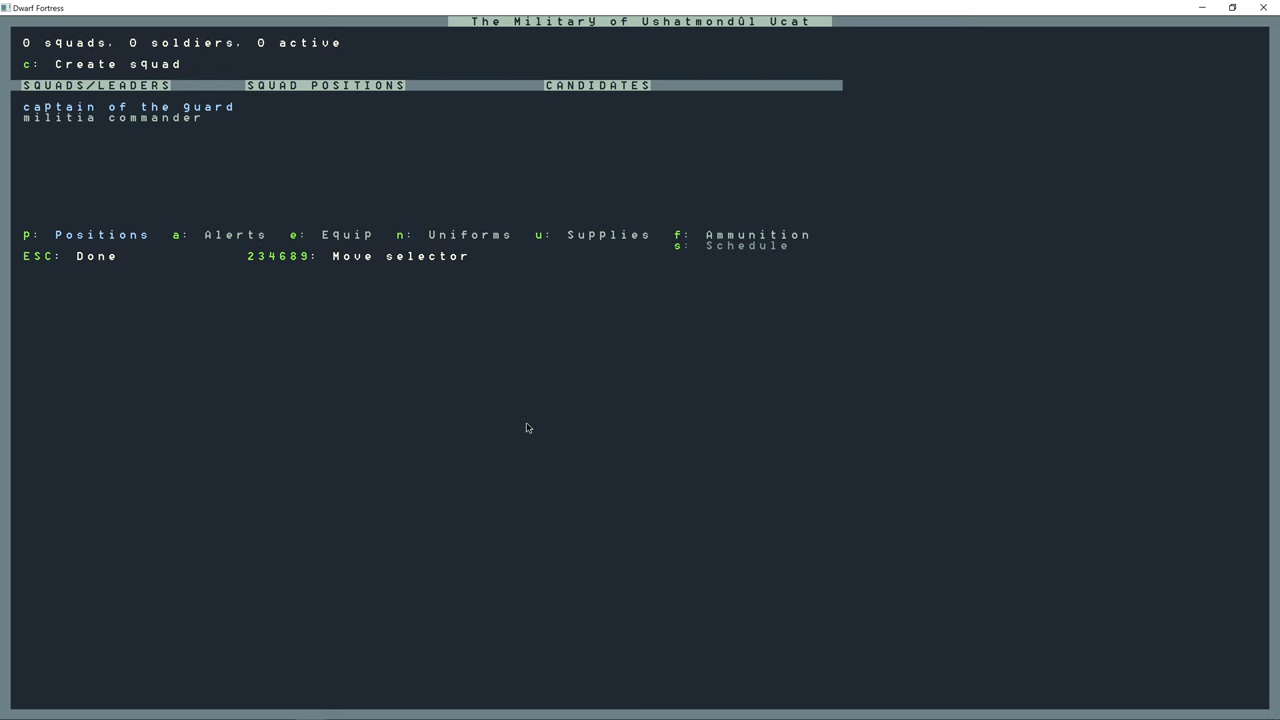 Dwarf Fortress
The Military of Ushatmondûl Ucat
0 squads, 0 soldiers, 0 active
c: Create squad
SQUADS/LEADERS SQUAD POSITIONS CANDIDATES
captain of the guard
militia commander
p: Positions a: Alerts e: Equip n: Uniforms u: Supplies f: Ammunition
s: Schedule
ESC: Done 234689: Move selector